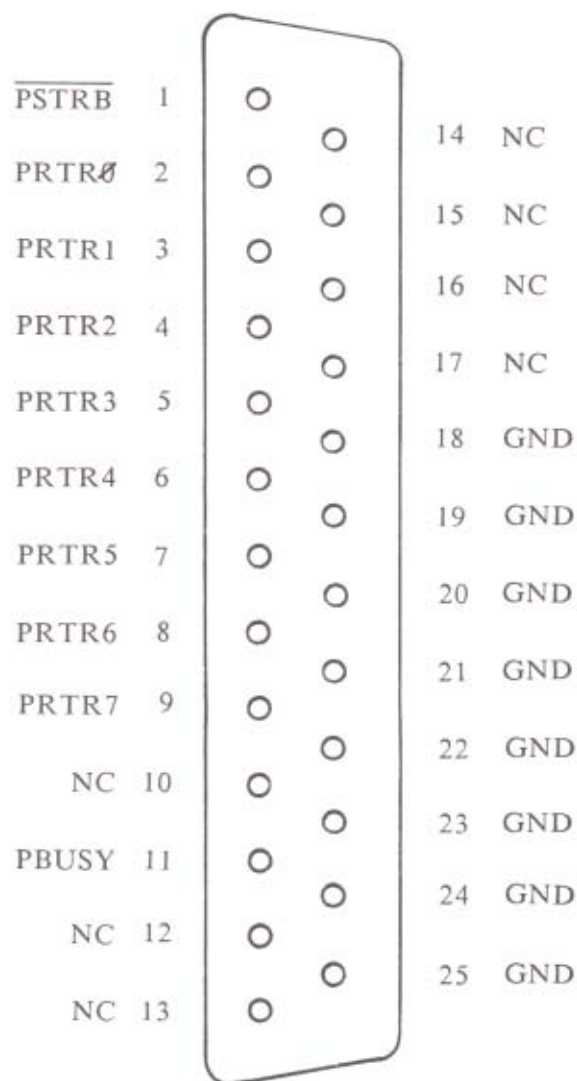 PSTRB 1
14 NC
PRTR0 2
15 NC
PRTR1 3
16 NC
PRTR2 4
17 NC
PRTR3 5
18 GND
PRTR4 6
19 GND
PRTR5 7
20 GND
PRTR6 8
21 GND
PRTR7 9
22 GND
NC 10
23 GND
PBUSY 11
24 GND
NC 12
25 GND
NC 13